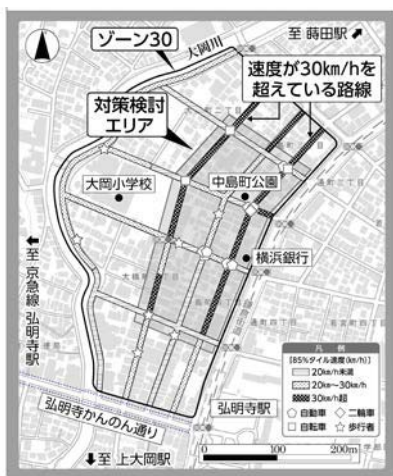 ゾーン30
大岡川
至 蒔田駅
速度が30km/hを
超えている路線
対策検討
エリア
大岡小学校
中島町公園
横浜銀行
至 京急線 弘明寺駅
弘明寺かんのん通り
弘明寺駅
至 上大岡駅
凡例
[85%タイル速度(km/h)]
20km/h未満
20km/h~30km/h
30km/h超
自動車
二輪車
自転車
歩行者
0
100
200m